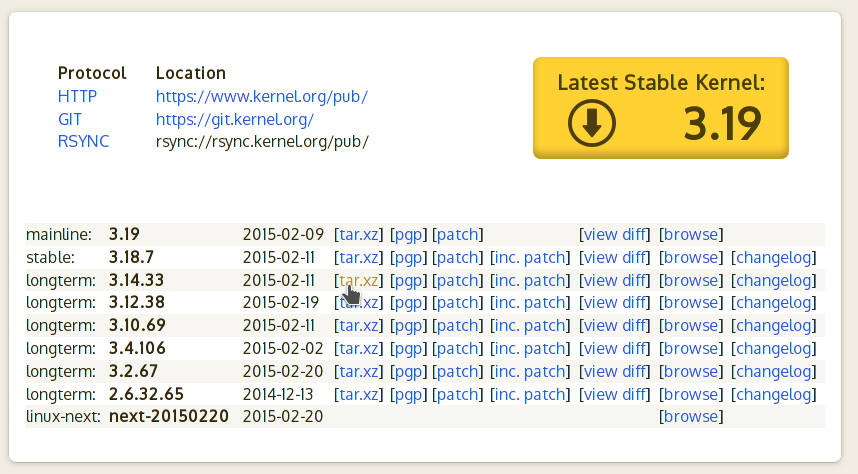 Protocol Location
HTTP https://www.kernel.org/pub/
GIT https://git.kernel.org/
RSYNC rsync://rsync.kernel.org/pub/
Latest Stable Kernel:
3.19
mainline: 3.19 2015-02-09 [tar.xz] [pgp] [patch] [view diff] [browse]
stable: 3.18.7 2015-02-11 [tar.xz] [pgp] [patch] [inc. patch] [view diff] [browse] [changelog]
longterm: 3.14.33 2015-02-11 [tar.xz] [pgp] [patch] [inc. patch] [view diff] [browse] [changelog]
longterm: 3.12.38 2015-02-19 [tar.xz] [pgp] [patch] [inc. patch] [view diff] [browse] [changelog]
longterm: 3.10.69 2015-02-11 [tar.xz] [pgp] [patch] [inc. patch] [view diff] [browse] [changelog]
longterm: 3.4.106 2015-02-02 [tar.xz] [pgp] [patch] [inc. patch] [view diff] [browse] [changelog]
longterm: 3.2.67 2015-02-20 [tar.xz] [pgp] [patch] [inc. patch] [view diff] [browse] [changelog]
longterm: 2.6.32.65 2014-12-13 [tar.xz] [pgp] [patch] [inc. patch] [view diff] [browse] [changelog]
linux-next: next-20150220 2015-02-20 [browse]